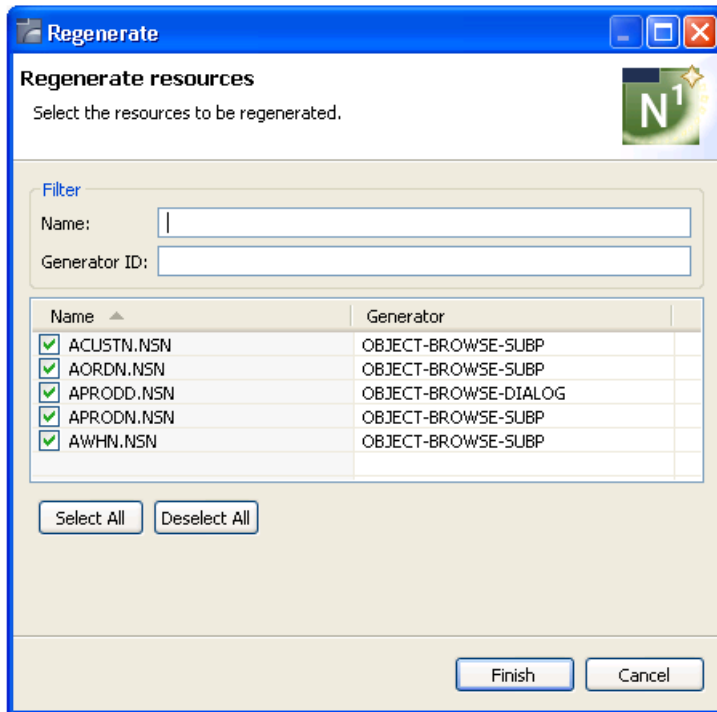 Regenerate
Regenerate resources
Select the resources to be regenerated.
N1
Filter
Name:
Generator ID:
Name Generator
ACUSTN.NSN OBJECT-BROWSE-SUBP
AORDN.NSN OBJECT-BROWSE-SUBP
APRODD.NSN OBJECT-BROWSE-DIALOG
APRODN.NSN OBJECT-BROWSE-SUBP
AWHN.NSN OBJECT-BROWSE-SUBP
Select All Deselect All
Finish Cancel